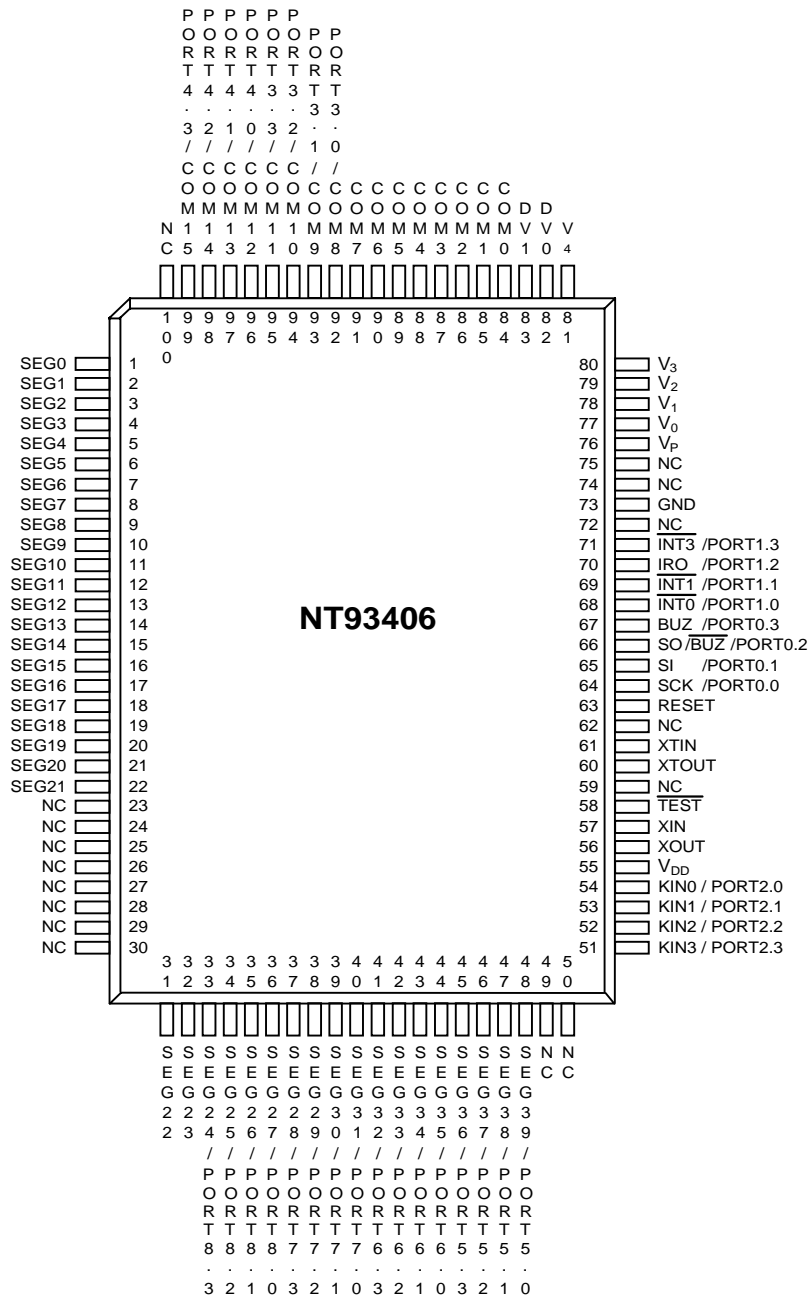 NC
PORT4.3/COM15
PORT4.2/COM14
PORT4.1/COM13
PORT4.0/COM12
PORT3.3/COM11
PORT3.2/COM10
PORT3.1/COM9
PORT3.0/COM8
COM7
COM6
COM5
COM4
COM3
COM2
COM1
COM0
DV1
DV0
V4
100
99
98
97
96
95
94
93
92
91
90
89
88
87
86
85
84
83
82
81
SEG0 1
SEG1 2
SEG2 3
SEG3 4
SEG4 5
SEG5 6
SEG6 7
SEG7 8
SEG8 9
SEG9 10
SEG10 11
SEG11 12
SEG12 13
SEG13 14
SEG14 15
SEG15 16
SEG16 17
SEG17 18
SEG18 19
SEG19 20
SEG20 21
SEG21 22
NC 23
NC 24
NC 25
NC 26
NC 27
NC 28
NC 29
NC 30
NT93406
80 V3
79 V2
78 V1
77 V0
76 VP
75 NC
74 NC
73 GND
72 NC
71 INT3 /PORT1.3
70 IRO /PORT1.2
69 INT1 /PORT1.1
68 INT0 /PORT1.0
67 BUZ /PORT0.3
66 SO/BUZ /PORT0.2
65 SI /PORT0.1
64 SCK /PORT0.0
63 RESET
62 NC
61 XTIN
60 XTOUT
59 NC
58 TEST
57 XIN
56 XOUT
55 VDD
54 KIN0 / PORT2.0
53 KIN1 / PORT2.1
52 KIN2 / PORT2.2
51 KIN3 / PORT2.3
31
32
33
34
35
36
37
38
39
40
41
42
43
44
45
46
47
48
49
50
SEG22
SEG23
SEG24/PORT8.3
SEG25/PORT8.2
SEG26/PORT8.1
SEG27/PORT8.0
SEG28/PORT7.3
SEG29/PORT7.2
SEG30/PORT7.1
SEG31/PORT7.0
SEG32/PORT6.3
SEG33/PORT6.2
SEG34/PORT6.1
SEG35/PORT6.0
SEG36/PORT5.3
SEG37/PORT5.2
SEG38/PORT5.1
SEG39/PORT5.0
NC
NC